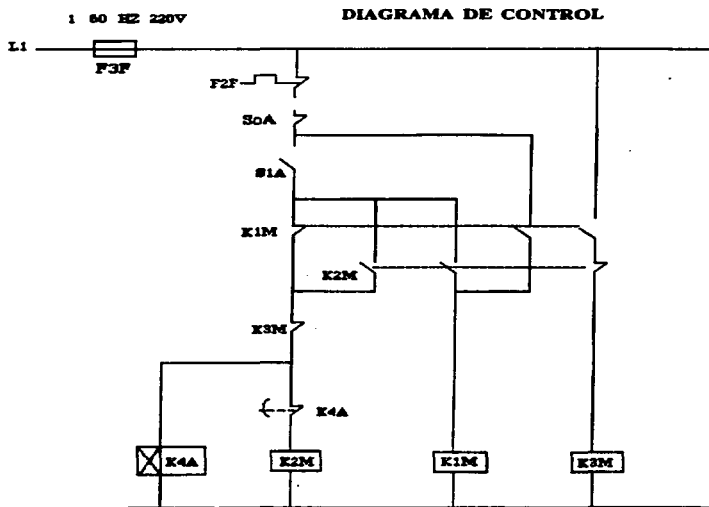 1 60 HZ 220V
DIAGRAMA DE CONTROL
L1
F3F
F2F
SoA
S1A
K1M
K2M
K3M
K4A
K4A
K2M
K1M
K3M